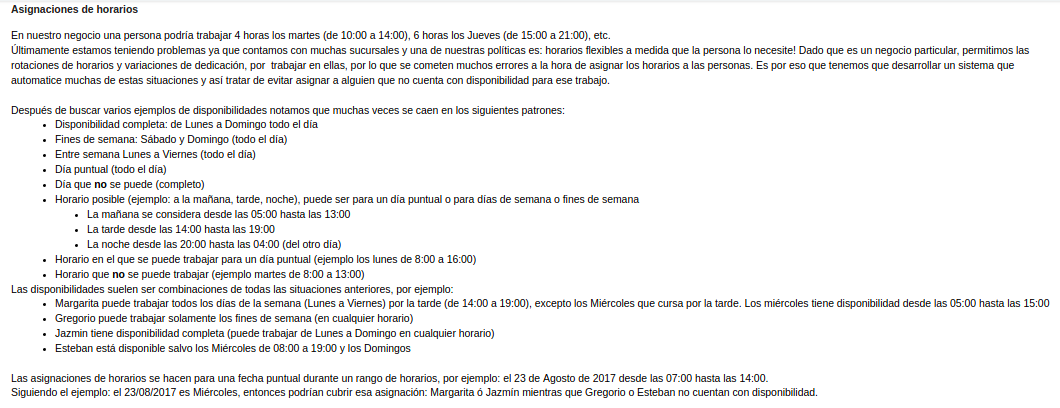 Asignaciones de horarios
En nuestro negocio una persona podría trabajar 4 horas los martes (de 10:00 a 14:00), 6 horas los Jueves (de 15:00 a 21:00), etc.
Últimamente estamos teniendo problemas ya que contamos con muchas sucursales y una de nuestras políticas es: horarios flexibles a medida que la persona lo necesite! Dado que es un negocio particular, permitimos las
rotaciones de horarios y variaciones de dedicación, por trabajar en ellas, por lo que se cometen muchos errores a la hora de asignar los horarios a las personas. Es por eso que tenemos que desarrollar un sistema que
automatice muchas de estas situaciones y así tratar de evitar asignar a alguien que no cuenta con disponibilidad para ese trabajo.
Después de buscar varios ejemplos de disponibilidades notamos que muchas veces se caen en los siguientes patrones:
• Disponibilidad completa: de Lunes a Domingo todo el día
• Fines de semana: Sábado y Domingo (todo el día)
• Entre semana Lunes a Viernes (todo el día)
• Día puntual (todo el día)
• Día que no se puede (completo)
• Horario posible (ejemplo: a la mañana, tarde, noche), puede ser para un día puntual o para días de semana o fines de semana
• La mañana se considera desde las 05:00 hasta las 13:00
• La tarde desde las 14:00 hasta las 19:00
• La noche desde las 20:00 hasta las 04:00 (del otro día)
• Horario en el que se puede trabajar para un día puntual (ejemplo los lunes de 8:00 a 16:00)
• Horario que no se puede trabajar (ejemplo martes de 8:00 a 13:00)
Las disponibilidades suelen ser combinaciones de todas las situaciones anteriores, por ejemplo:
• Margarita puede trabajar todos los días de la semana (Lunes a Viernes) por la tarde (de 14:00 a 19:00), excepto los Miércoles que cursa por la tarde. Los miércoles tiene disponibilidad desde las 05:00 hasta las 15:00
• Gregorio puede trabajar solamente los fines de semana (en cualquier horario)
• Jazmin tiene disponibilidad completa (puede trabajar de Lunes a Domingo en cualquier horario)
• Esteban está disponible salvo los Miércoles de 08:00 a 19:00 y los Domingos
Las asignaciones de horarios se hacen para una fecha puntual durante un rango de horarios, por ejemplo: el 23 de Agosto de 2017 desde las 07:00 hasta las 14:00.
Siguiendo el ejemplo: el 23/08/2017 es Miércoles, entonces podrían cubrir esa asignación: Margarita ó Jazmín mientras que Gregorio o Esteban no cuentan con disponibilidad.